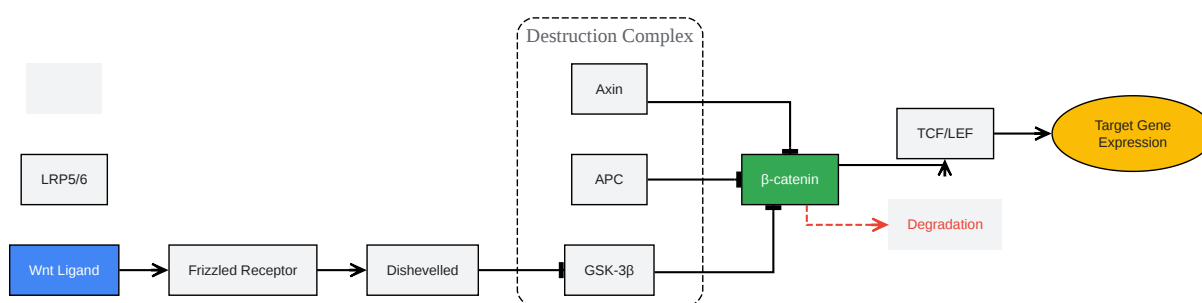 Destruction Complex
Axin
TCF/LEF
Target Gene
Expression
LRP5/6
APC
β-catenin
Degradation
Wnt Ligand
Frizzled Receptor
Dishevelled
GSK-3β